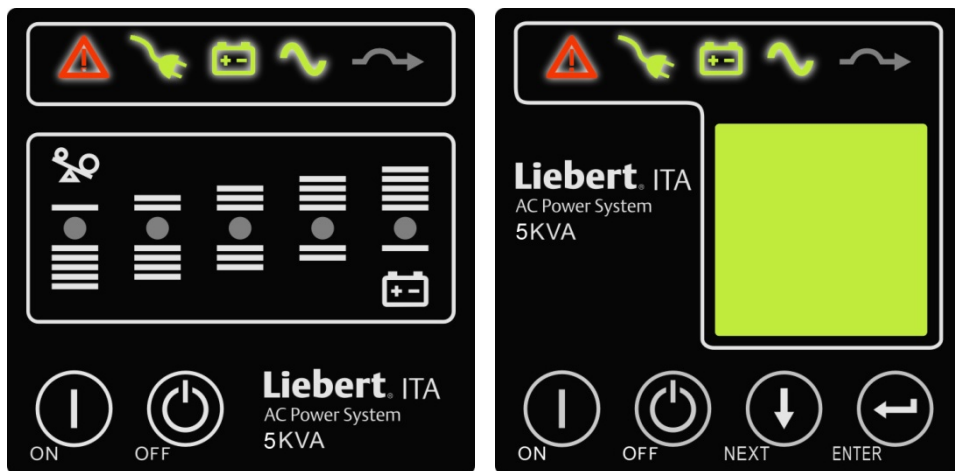 Liebert® ITA
AC Power System
5KVA
ON
OFF
Liebert® ITA
AC Power System
5KVA
ON
OFF
NEXT
ENTER